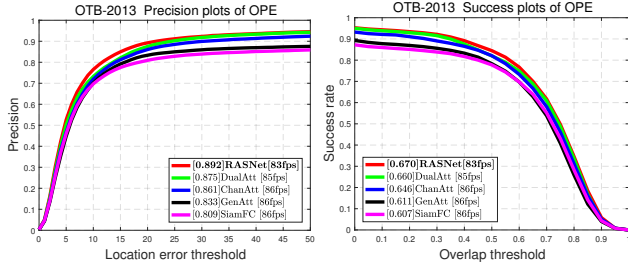 OTB-2013 Precision plots of OPE
1
0.9
0.8
0.7
0.6
0.5
0.4
0.3
0.2
0.1
0
Precision
[0.892]RASNet[83fps]
[0.875]DualAtt [85fps]
[0.861]ChanAtt [86fps]
[0.833]GenAtt [86fps]
[0.809]SiamFC [86fps]
0 5 10 15 20 25 30 35 40 45 50
Location error threshold
OTB-2013 Success plots of OPE
1
0.9
0.8
0.7
0.6
0.5
0.4
0.3
0.2
0.1
0
Success rate
[0.670]RASNet[83fps]
[0.660]DualAtt [85fps]
[0.646]ChanAtt [86fps]
[0.611]GenAtt [86fps]
[0.607]SiamFC [86fps]
0 0.1 0.2 0.3 0.4 0.5 0.6 0.7 0.8 0.9 1
Overlap threshold